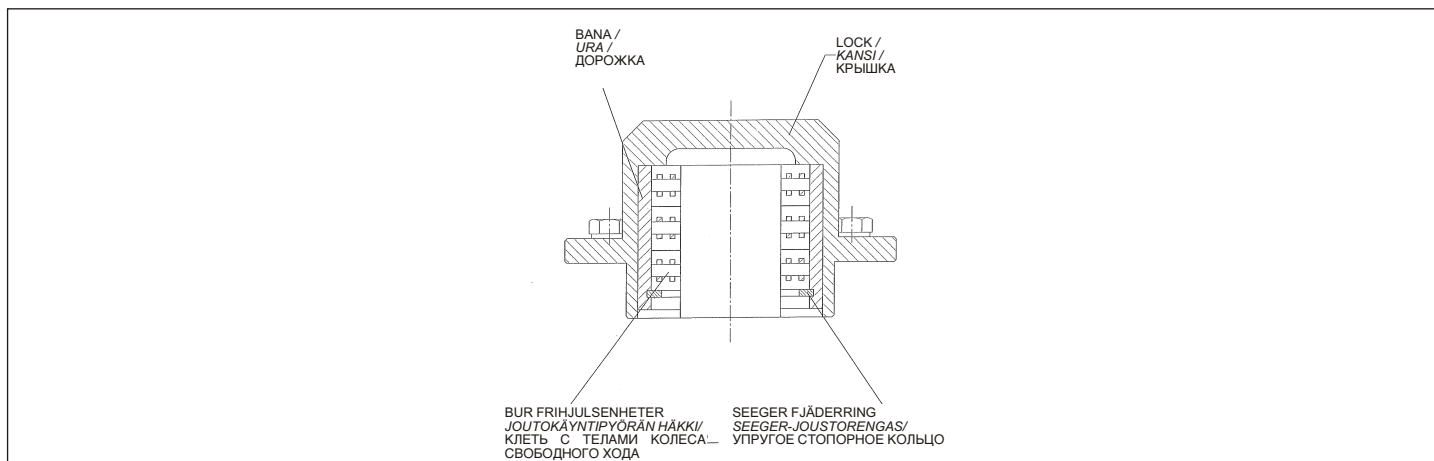 BANA /
URA /
ДОРОЖКА
LOCK /
KANSI /
КРЫШКА
BUR FRIHJULSENHETER
JOUTOKÄYNTIPYÖRÄN HÄKKI/
КЛЕТЬ С ТЕЛАМИ КОЛЕСА
СВОБОДНОГО ХОДА
SEEGER FJÄDERRING
SEEGER-JOUSTORENGAS/
УПРУГОЕ СТОПОРНОЕ КОЛЬЦО